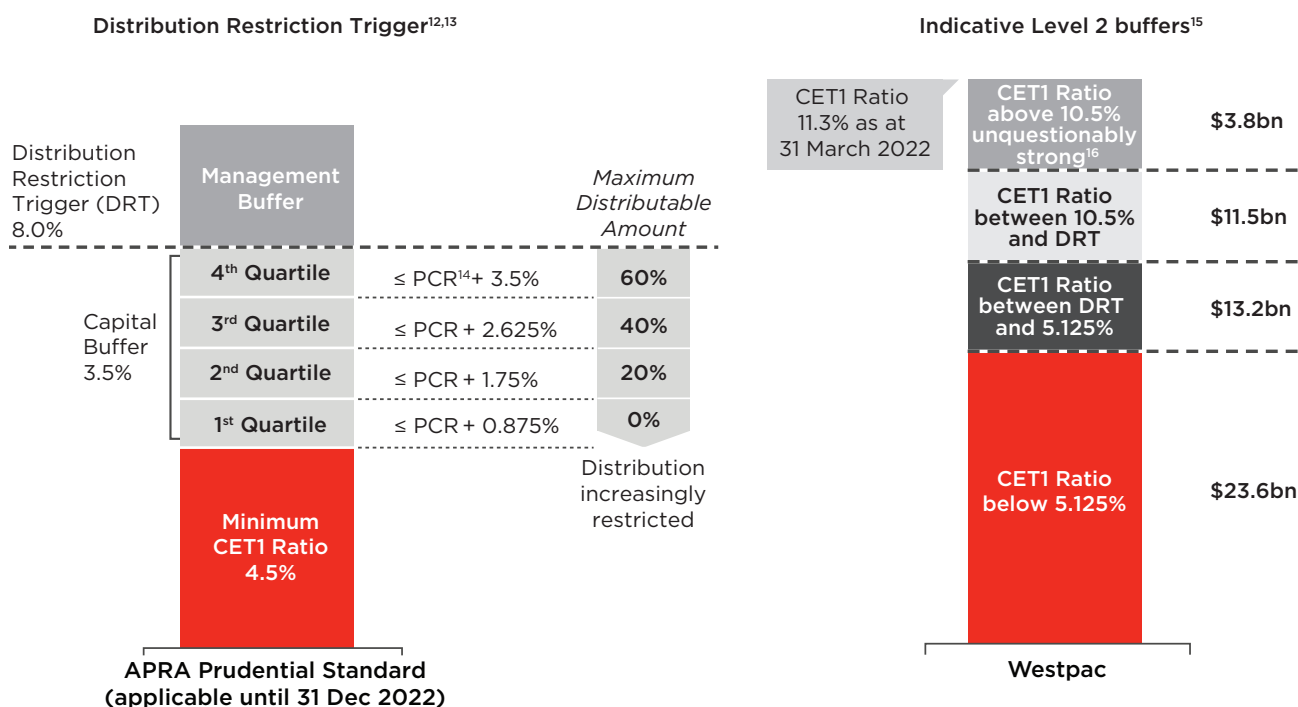 Distribution Restriction Trigger12,13
Distribution
Restriction
Trigger (DRT)
8.0%
Management
Buffer
Maximum
Distributable
Amount
Capital
Buffer
3.5%
4th Quartile
≤ PCR14+ 3.5%
60%
3rd Quartile
≤ PCR + 2.625%
40%
2nd Quartile
≤ PCR + 1.75%
20%
1st Quartile
≤ PCR + 0.875%
0%
Distribution
increasingly
restricted
Minimum
CET1 Ratio
4.5%
APRA Prudential Standard
(applicable until 31 Dec 2022)
Indicative Level 2 buffers15
CET1 Ratio
11.3% as at
31 March 2022
CET1 Ratio
above 10.5%
unquestionably
strong16
$3.8bn
CET1 Ratio
between 10.5%
and DRT
$11.5bn
CET1 Ratio
between DRT
and 5.125%
$13.2bn
CET1 Ratio
below 5.125%
$23.6bn
Westpac